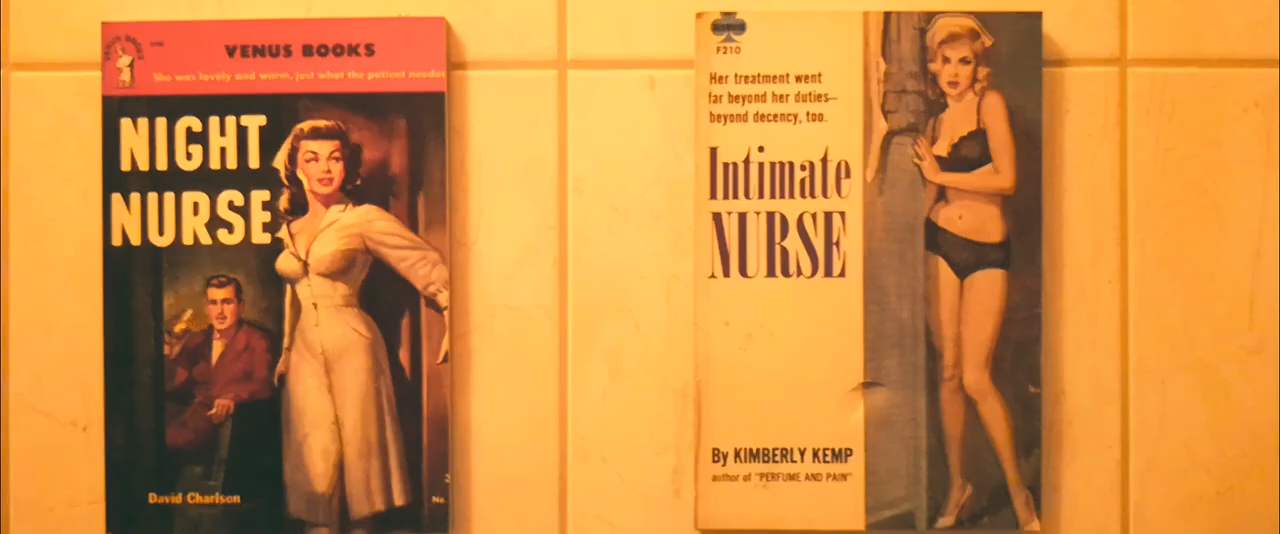 VENUS BOOKS
She was lovely and warm, just what the patient needed
NIGHT
NURSE
David Charlson
No.
F210
Her treatment went
far beyond her duties—
beyond decency, too.
Intimate
NURSE
By KIMBERLY KEMP
author of "PERFUME AND PAIN"